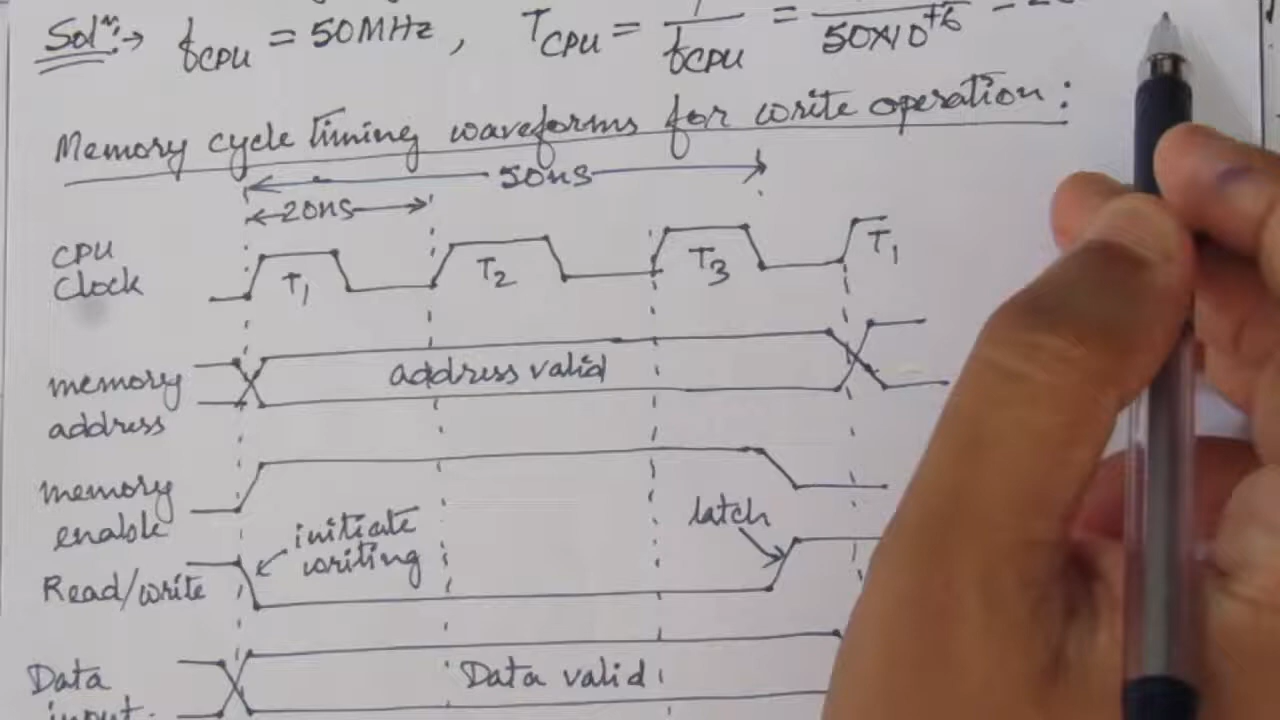 Solⁿ:→ fCPU = 50MHz, TCPU = 1/fCPU = /50×10⁺⁶ =
Memory cycle timing waveforms for write operation:
50ns
20ns
CPU
Clock
T₁ T₂ T₃ T₁
memory
address
address valid
memory
enable
latch
initiate
writing
Read/write
Data
input.
Data valid